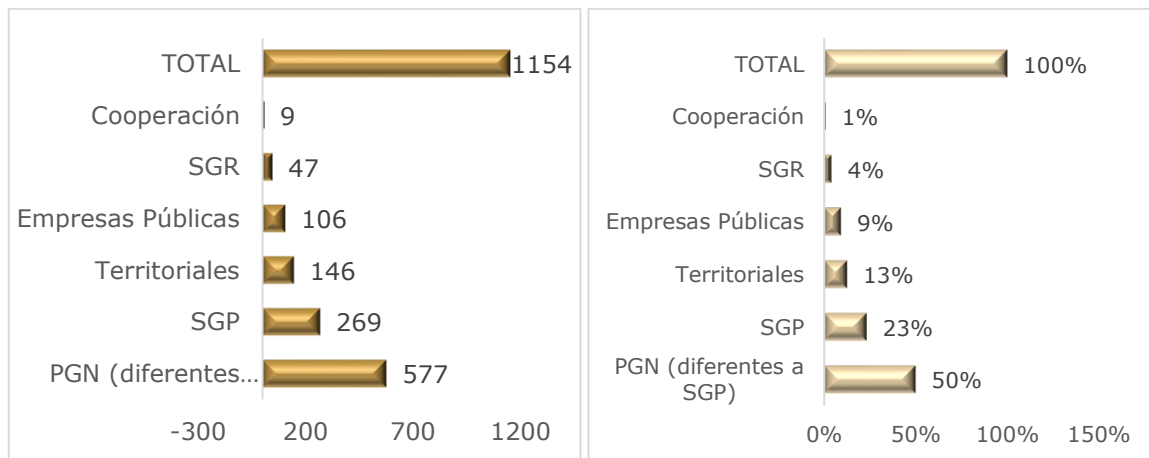 TOTAL 1154
Cooperación 9
SGR 47
Empresas Públicas 106
Territoriales 146
SGP 269
PGN (diferentes... 577
-300 200 700 1200
TOTAL 100%
Cooperación 1%
SGR 4%
Empresas Públicas 9%
Territoriales 13%
SGP 23%
PGN (diferentes a
SGP) 50%
0% 50% 100% 150%